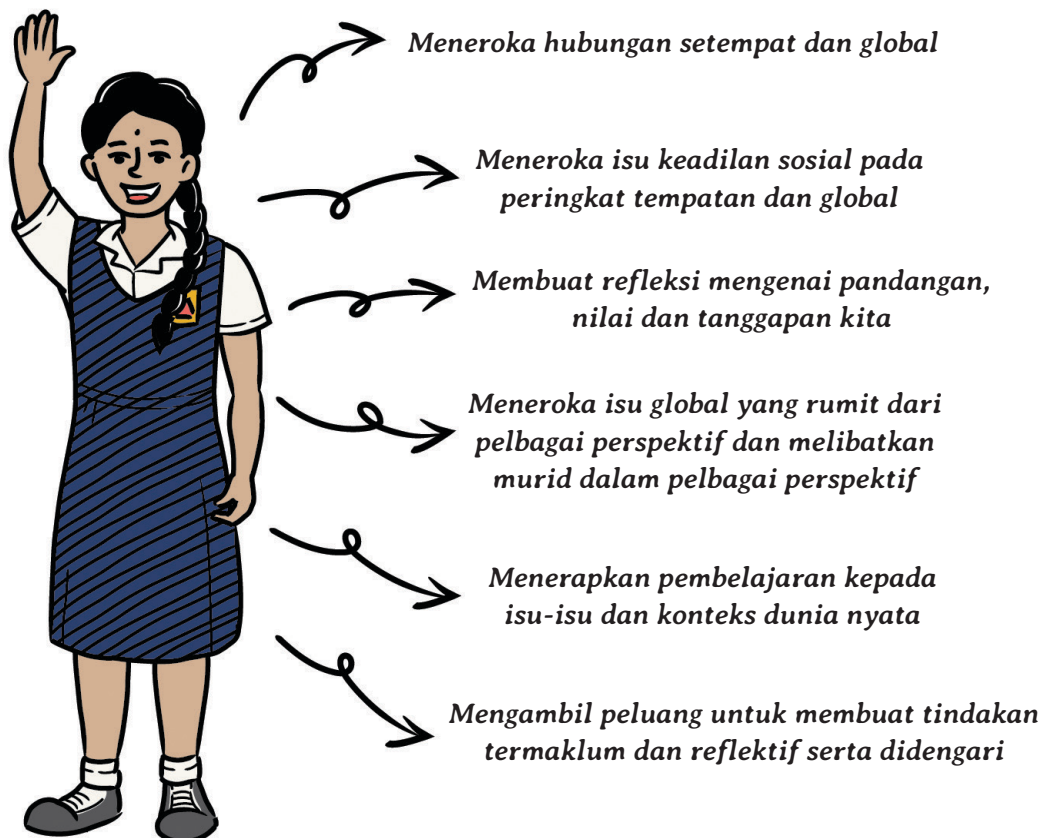 Meneroka hubungan setempat dan global
Meneroka isu keadilan sosial pada
peringkat tempatan dan global
Membuat refleksi mengenai pandangan,
nilai dan tanggapan kita
Meneroka isu global yang rumit dari
pelbagai perspektif dan melibatkan
murid dalam pelbagai perspektif
Menerapkan pembelajaran kepada
isu-isu dan konteks dunia nyata
Mengambil peluang untuk membuat tindakan
termaklum dan reflektif serta didengari